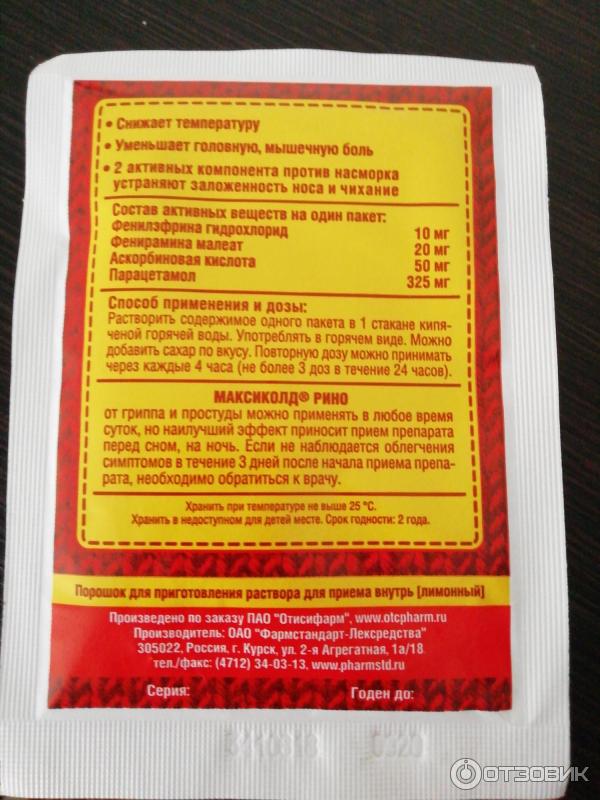 • Снижает температуру
• Уменьшает головную, мышечную боль
• 2 активных компонента против насморка
устраняют заложенность носа и чихание
Состав активных веществ на один пакет:
Фенилэфрина гидрохлорид 10 мг
Фенирамина малеат 20 мг
Аскорбиновая кислота 50 мг
Парацетамол 325 мг
Способ применения и дозы:
Растворить содержимое одного пакета в 1 стакане кипя-
ченой горячей воды. Употреблять в горячем виде. Можно
добавить сахар по вкусу. Повторную дозу можно принимать
через каждые 4 часа (не более 3 доз в течение 24 часов).
МАКСИКОЛД® РИНО
от гриппа и простуды можно применять в любое время
суток, но наилучший эффект приносит прием препарата
перед сном, на ночь. Если не наблюдается облегчения
симптомов в течение 3 дней после начала приема препа-
рата, необходимо обратиться к врачу.
Хранить при температуре не выше 25 °C.
Хранить в недоступном для детей месте. Срок годности: 2 года.
Порошок для приготовления раствора для приема внутрь [лимонный]
Произведено по заказу ПАО "Отисифарм", www.otcpharm.ru
Производитель: ОАО "Фармстандарт-Лексредства"
305022, Россия, г. Курск, ул. 2-я Агрегатная, 1а/18
тел./факс: (4712) 34-03-13, www.pharmstd.ru
Серия: Годен до:
0320
ОТЗОВИК